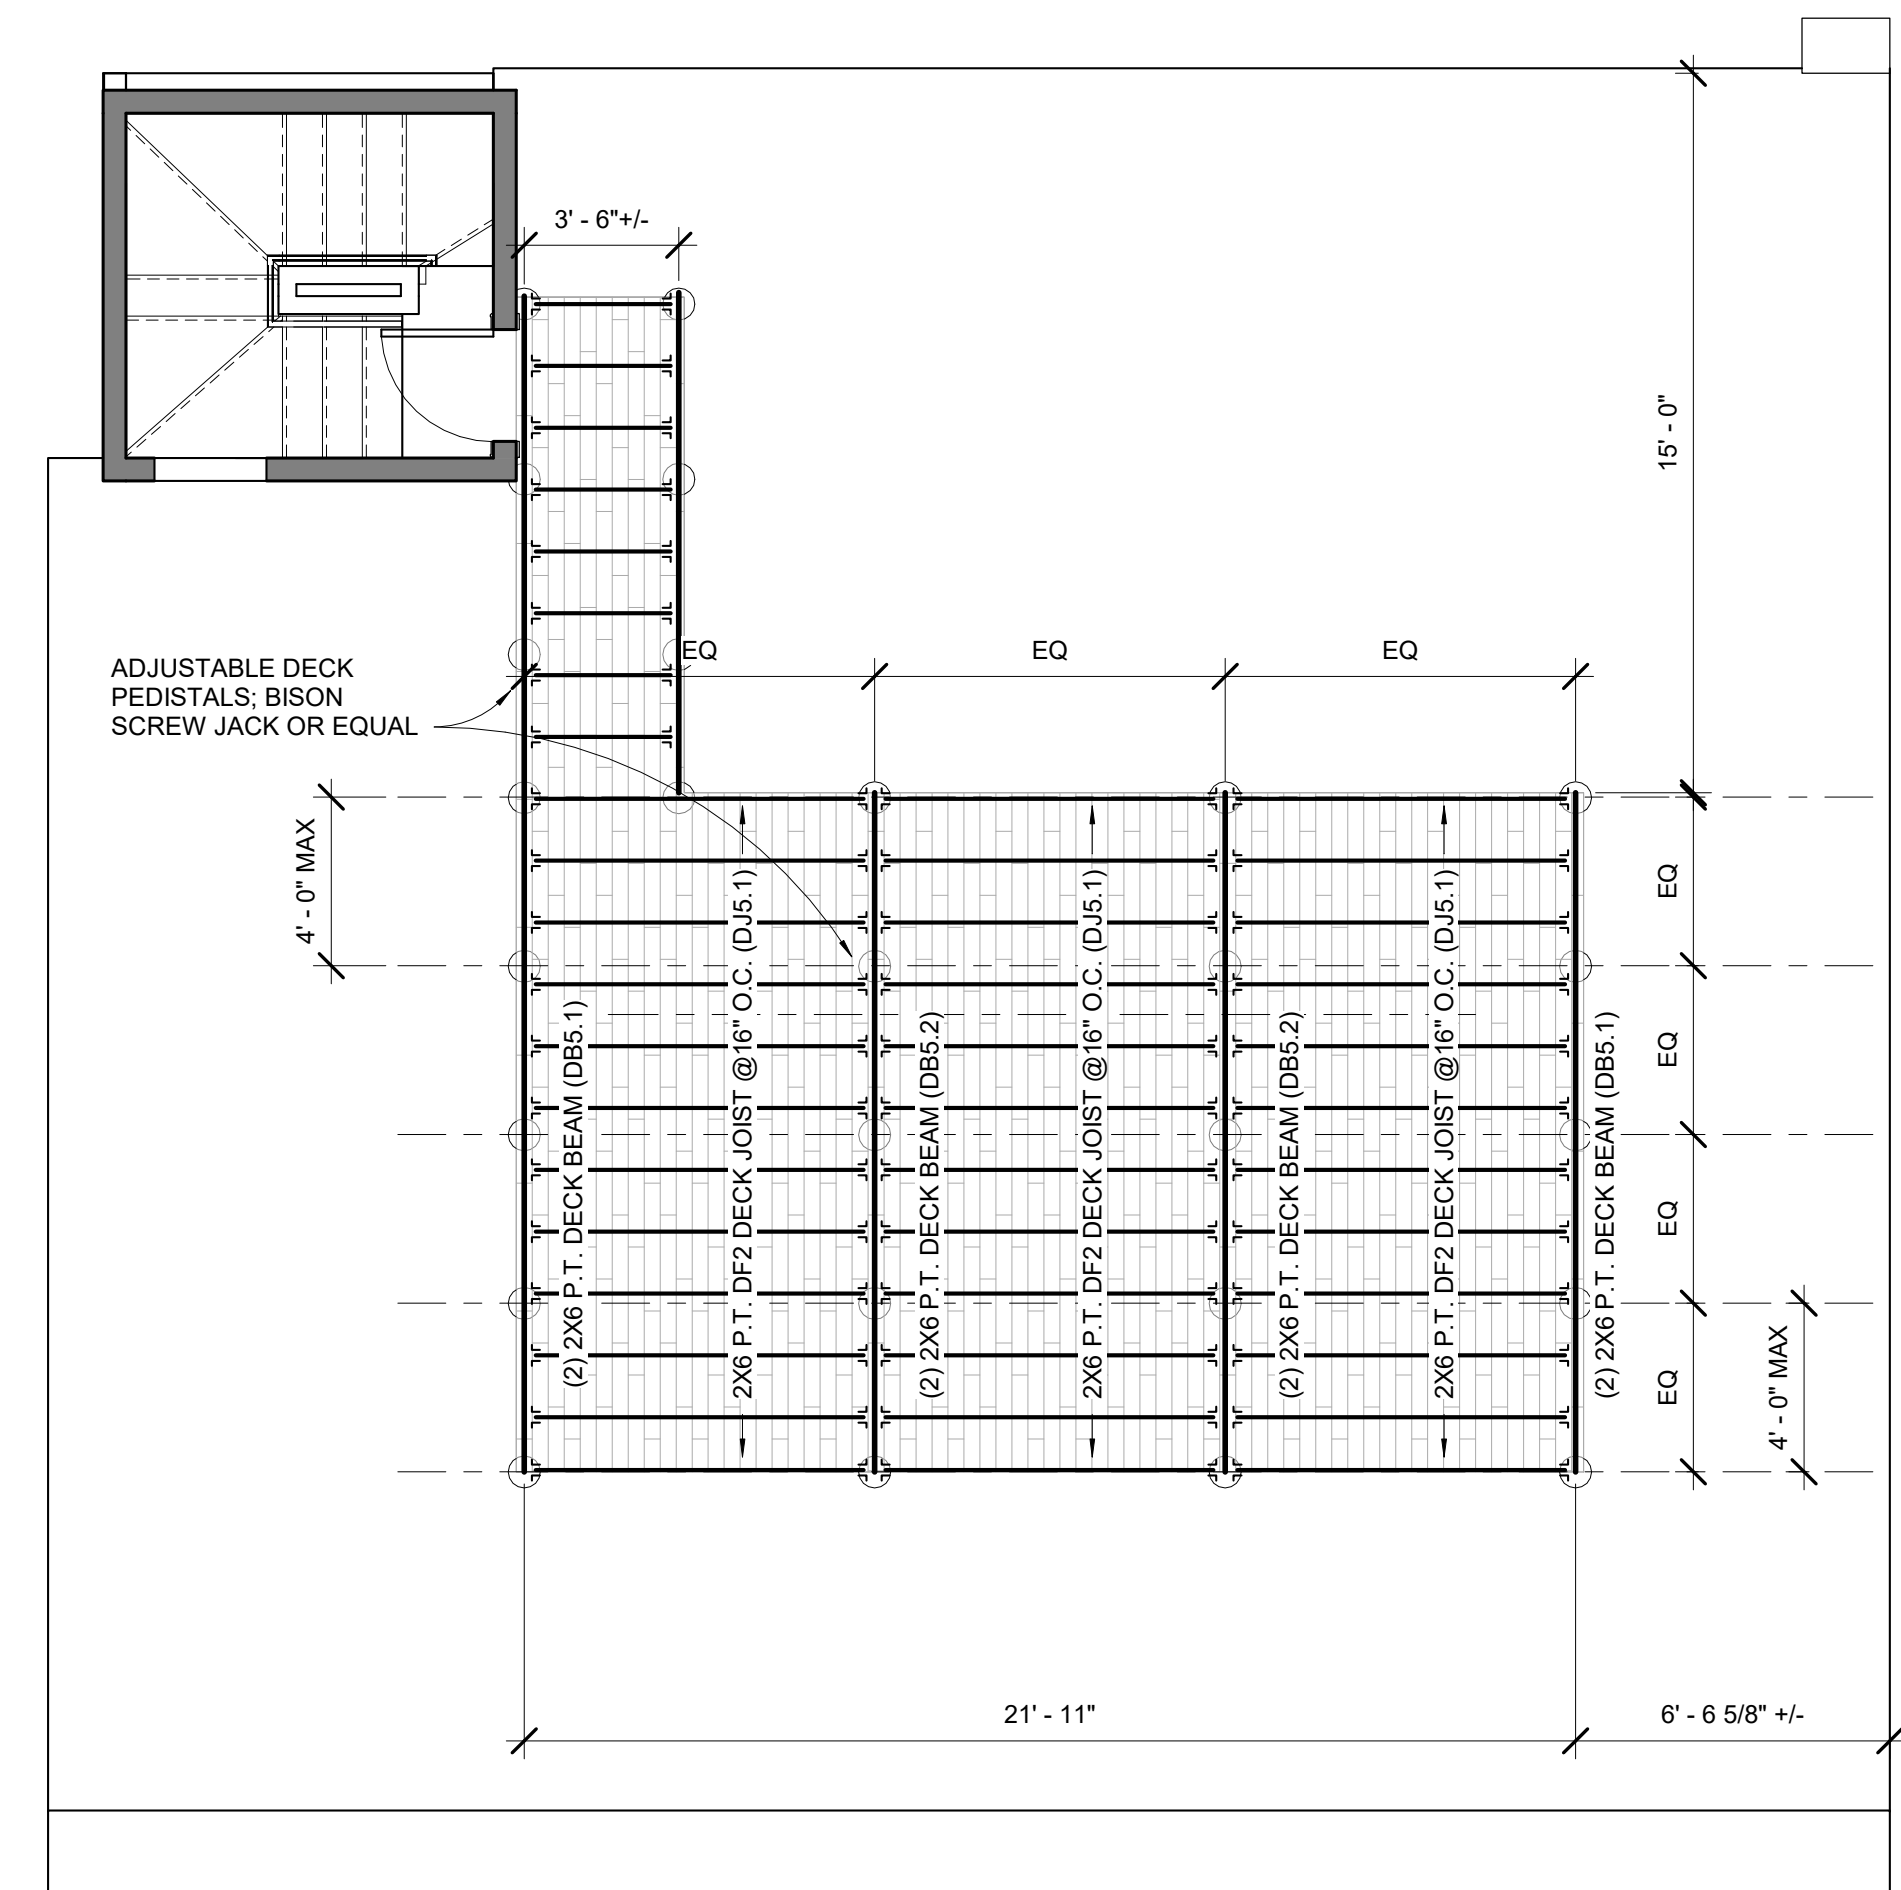 3' - 6"+/-
15' - 0"
EQ
EQ
EQ
ADJUSTABLE DECK
PEDISTALS; BISON
SCREW JACK OR EQUAL
4' - 0" MAX
(2) 2X6 P.T. DECK BEAM (DB5.1)
2X6 P.T. DF2 DECK JOIST @16" O.C. (DJ5.1)
(2) 2X6 P.T. DECK BEAM (DB5.2)
2X6 P.T. DF2 DECK JOIST @16" O.C. (DJ5.1)
(2) 2X6 P.T. DECK BEAM (DB5.2)
2X6 P.T. DF2 DECK JOIST @16" O.C. (DJ5.1)
(2) 2X6 P.T. DECK BEAM (DB5.1)
EQ
EQ
EQ
EQ
4' - 0" MAX
21' - 11"
6' - 6 5/8" +/-